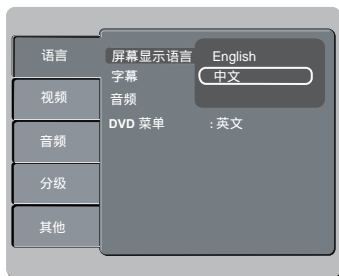 语言
视频
音频
分级
其他
屏幕显示语言 English
字幕 中文
音频
DVD 菜单 :英文